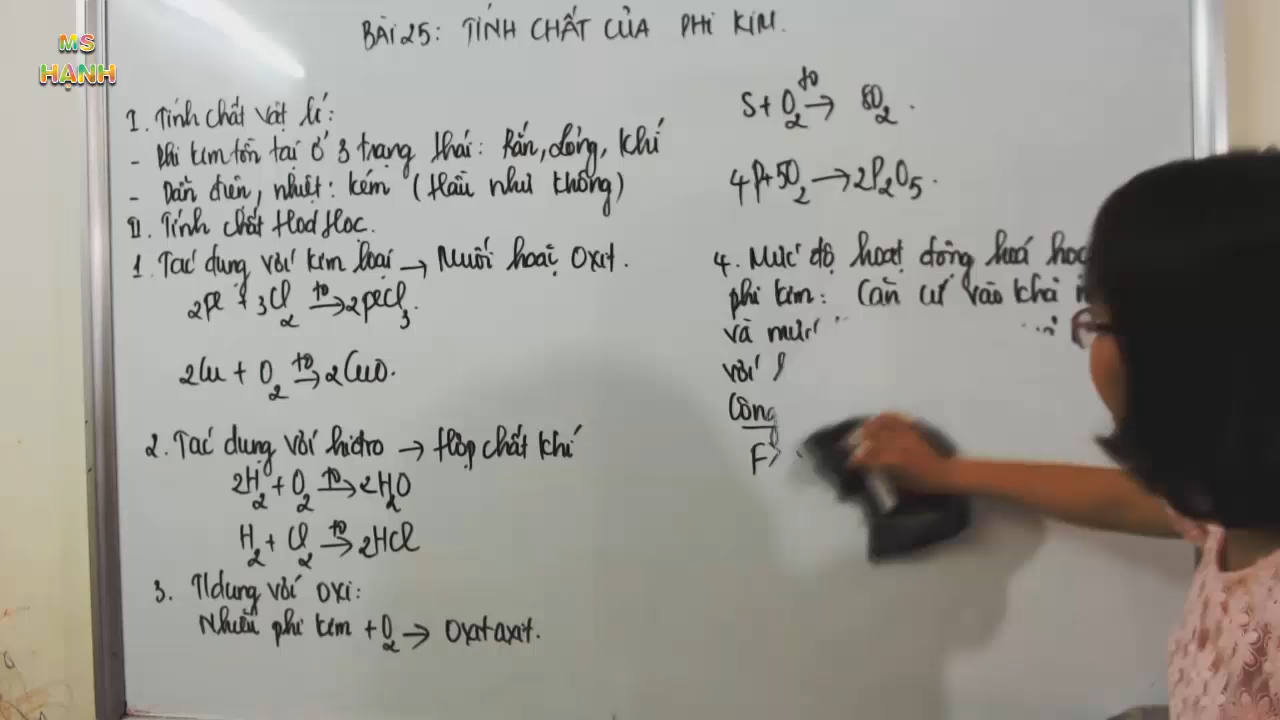 MS
HẠNH
BÀI 25: TÍNH CHẤT CỦA PHI KIM.
I. Tính chất vật lí:
- Phi kim tồn tại ở 3 trạng thái: Rắn, lỏng, khí
- Dẫn điện, nhiệt: kém (Hầu như không)
II. Tính chất Hoá Học.
1. Tác dụng với kim loại → Muối hoặc Oxit.
2Fe + 3Cl₂ →t⁰ 2FeCl₃.
2Cu + O₂ →t⁰ 2CuO.
2. Tác dụng với hiđro → Hợp chất khí
2H₂ + O₂ →t⁰ 2H₂O
H₂ + Cl₂ →t⁰ 2HCl
3. T/dụng với oxi:
Nhiều phi kim + O₂ → Oxit axit.
S + O₂ →t⁰ SO₂.
4P + 5O₂ → 2P₂O₅.
4. Mức độ hoạt động hoá học
phi kim: Căn cứ vào khả
và mức
với
Công
F >